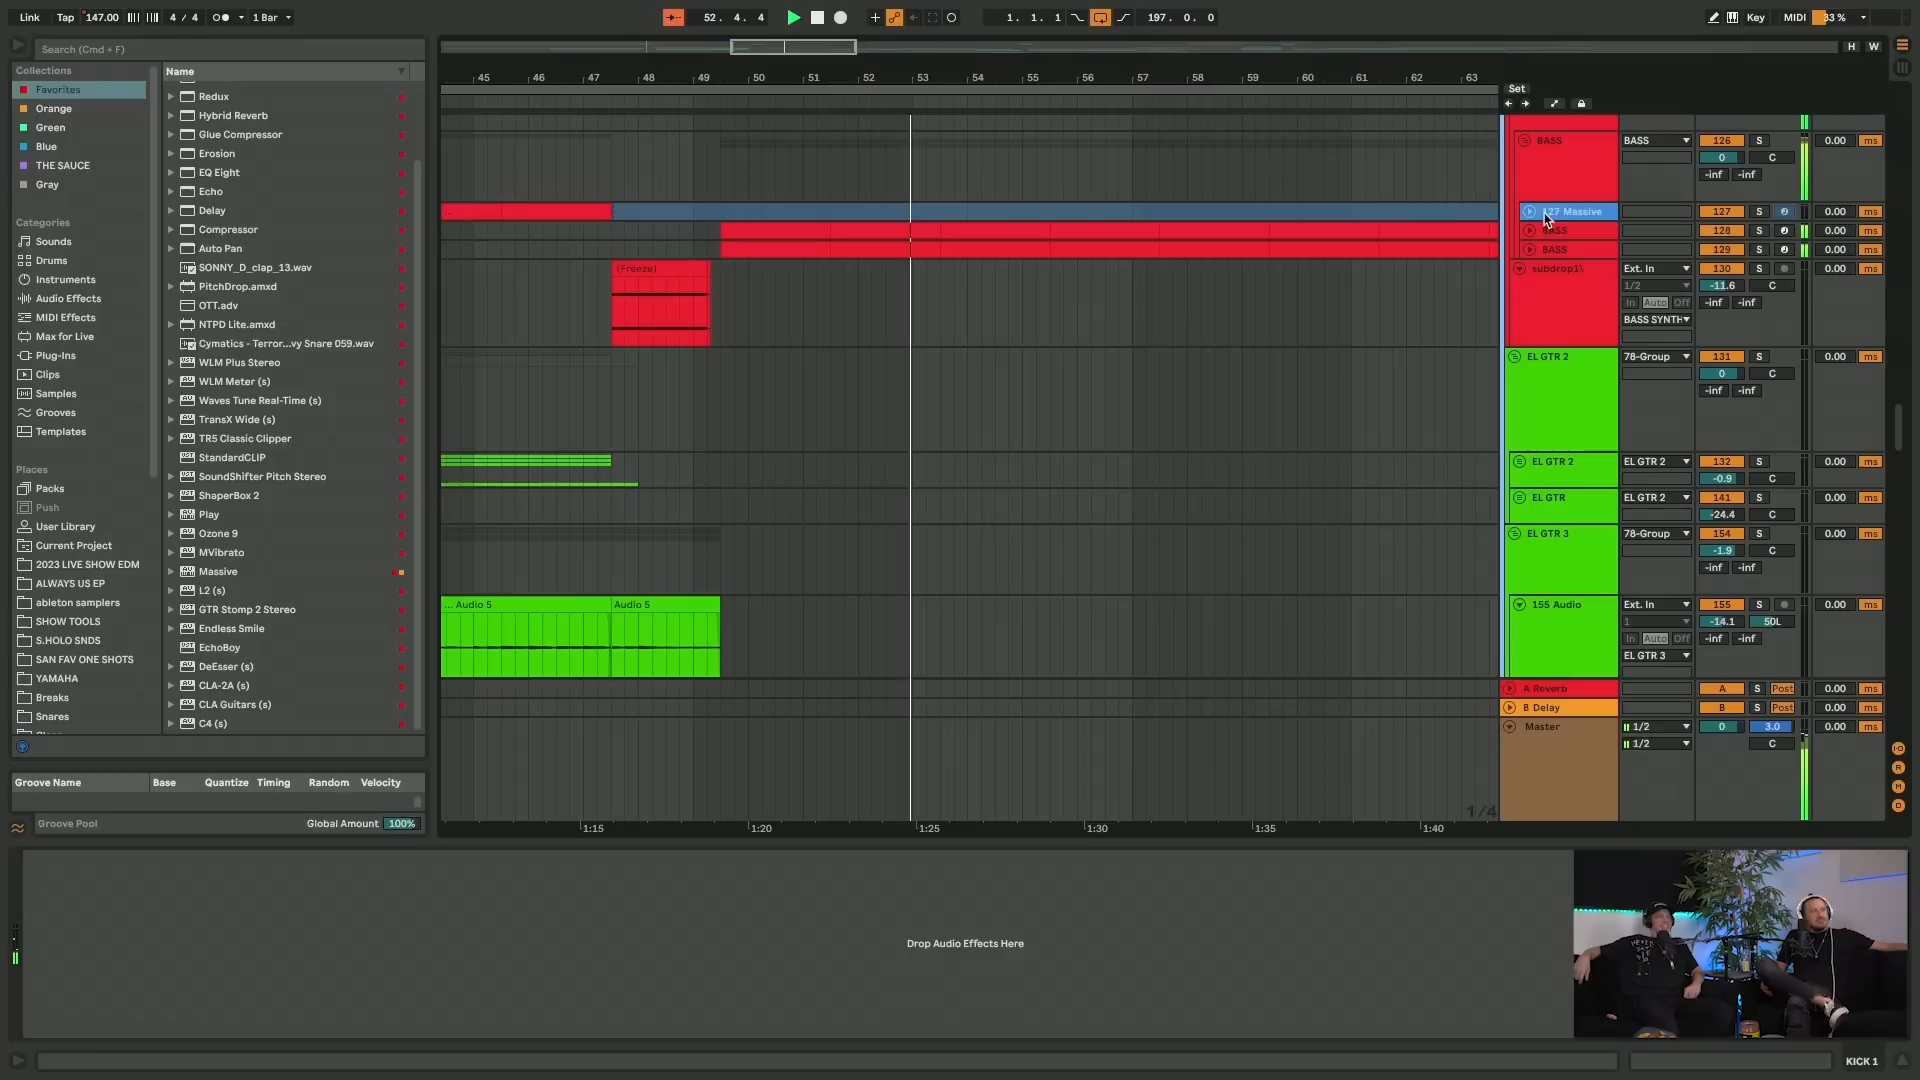 Link Tap 147.00 4 / 4 1 Bar 52. 4. 4 1. 1. 1 197. 0. 0 Key MIDI 33 %
Search (Cmd + F)
H W
Collections
Favorites
Orange
Green
Blue
THE SAUCE
Gray
Categories
Sounds
Drums
Instruments
Audio Effects
MIDI Effects
Max for Live
Plug-Ins
Clips
Samples
Grooves
Templates
Places
Packs
Push
User Library
Current Project
2023 LIVE SHOW EDM
ALWAYS US EP
ableton samplers
SHOW TOOLS
S.HOLO SNDS
SAN FAV ONE SHOTS
YAMAHA
Breaks
Snares
Name
Redux
Hybrid Reverb
Glue Compressor
Erosion
EQ Eight
Echo
Delay
Compressor
Auto Pan
SONNY_D_clap_13.wav
PitchDrop.amxd
OTT.adv
NTPD Lite.amxd
Cymatics - Terror...vy Snare 059.wav
WLM Plus Stereo
WLM Meter (s)
Waves Tune Real-Time (s)
TransX Wide (s)
TR5 Classic Clipper
StandardCLIP
SoundShifter Pitch Stereo
ShaperBox 2
Play
Ozone 9
MVibrato
Massive
L2 (s)
GTR Stomp 2 Stereo
Endless Smile
EchoBoy
DeEsser (s)
CLA-2A (s)
CLA Guitars (s)
C4 (s)
Groove Name Base Quantize Timing Random Velocity
Groove Pool Global Amount 100%
45 46 47 48 49 50 51 52 53 54 55 56 57 58 59 60 61 62 63
Set
...
(Freeze)
... Audio 5 Audio 5
1/4
1:15 1:20 1:25 1:30 1:35 1:40
BASS BASS 126 S 0.00 ms
0 C
-inf -inf
127 Massive 127 S 0.00 ms
BASS 128 S 0.00 ms
BASS 129 S 0.00 ms
subdrop1\ Ext. In 130 S 0.00 ms
1/2 -11.6 C
In Auto Off -inf -inf
BASS SYNTH
EL GTR 2 78-Group 131 S 0.00 ms
0 C
-inf -inf
EL GTR 2 EL GTR 2 132 S 0.00 ms
-0.9 C
EL GTR EL GTR 2 141 S 0.00 ms
-24.4 C
EL GTR 3 78-Group 154 S 0.00 ms
-1.9 C
-inf -inf
155 Audio Ext. In 155 S 0.00 ms
1 -14.1 50L
In Auto Off -inf -inf
EL GTR 3
A Reverb A S Post 0.00 ms
B Delay B S Post 0.00 ms
Master 1/2 0 3.0 0.00 ms
1/2 C
R
M
D
Drop Audio Effects Here
KICK 1